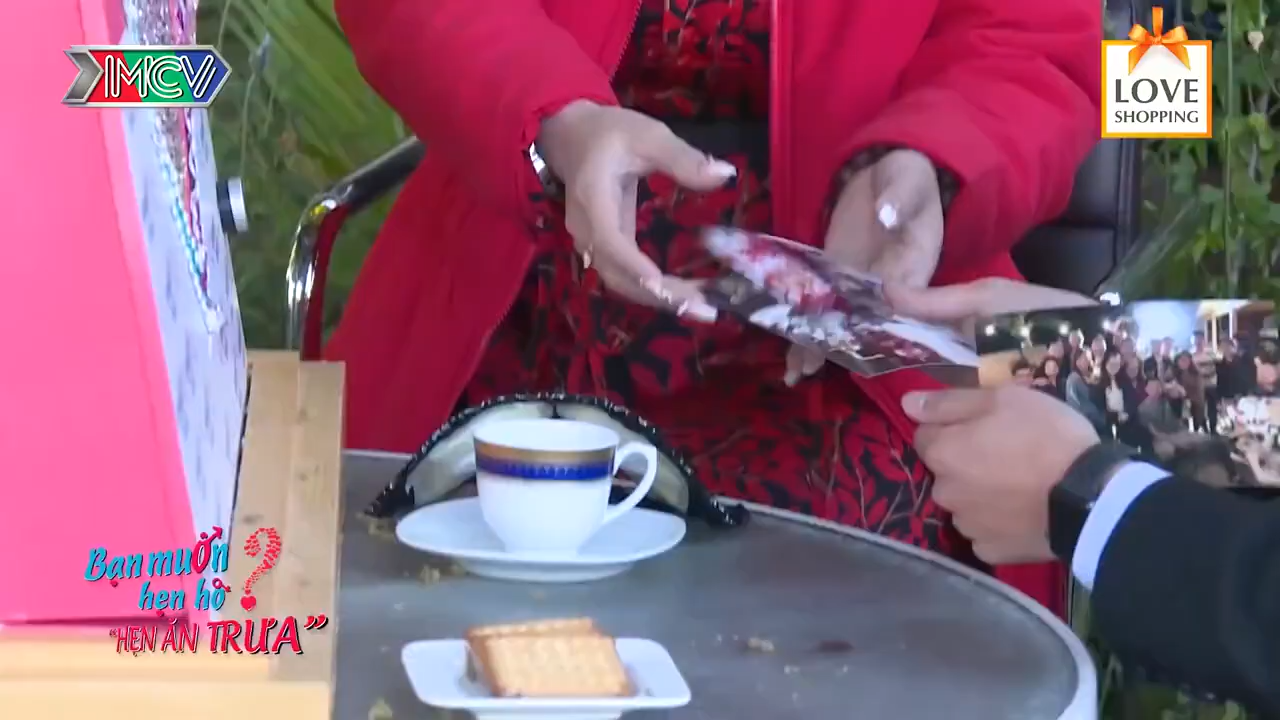 MCV
LOVE
SHOPPING
Bạn muốn
hẹn hò ?
"HẸN ĂN TRƯA"